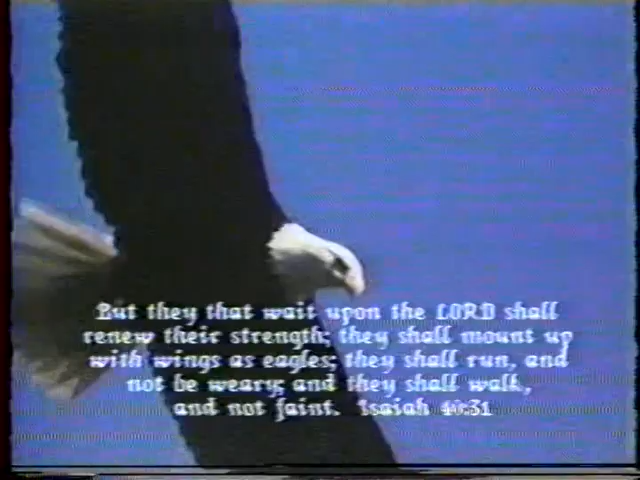 But they that wait upon the LORD shall
renew their strength; they shall mount up
with wings as eagles; they shall run, and
not be weary; and they shall walk,
and not faint. Isaiah 40:31